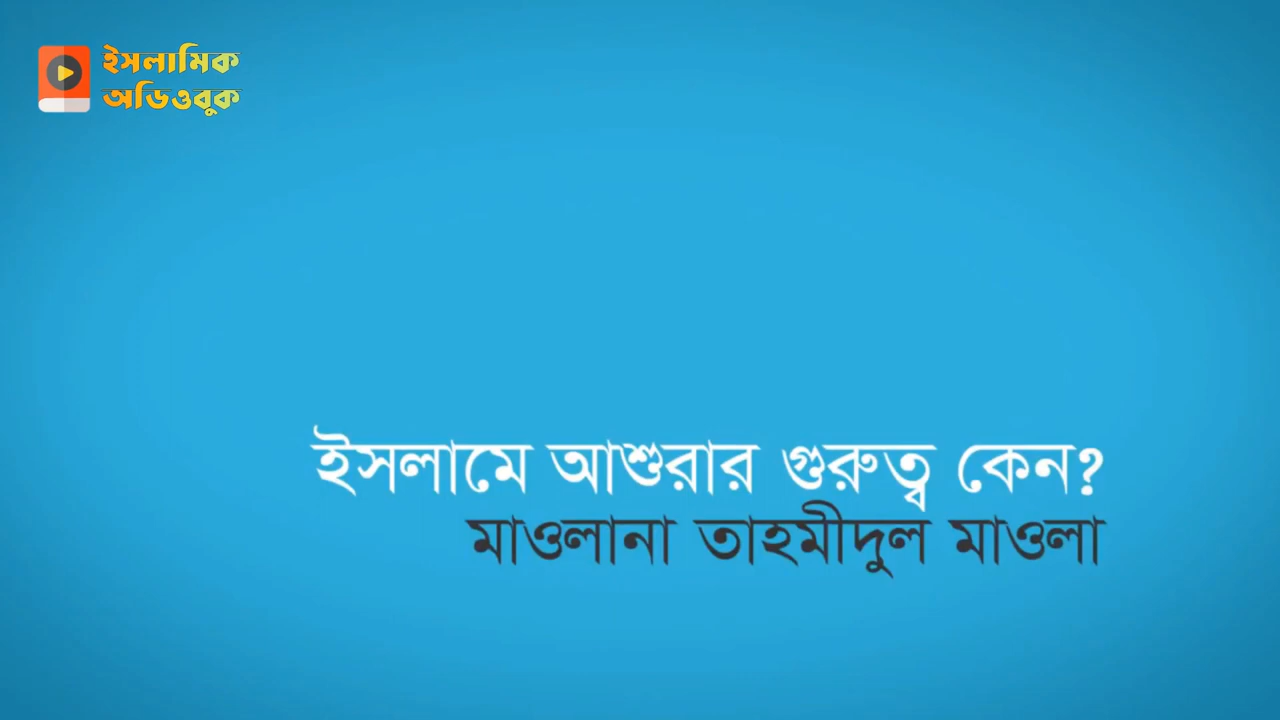 ইসলামিক
অডিওবুক
ইসলামে আশুরার গুরুত্ব কেন?
মাওলানা তাহমীদুল মাওলা